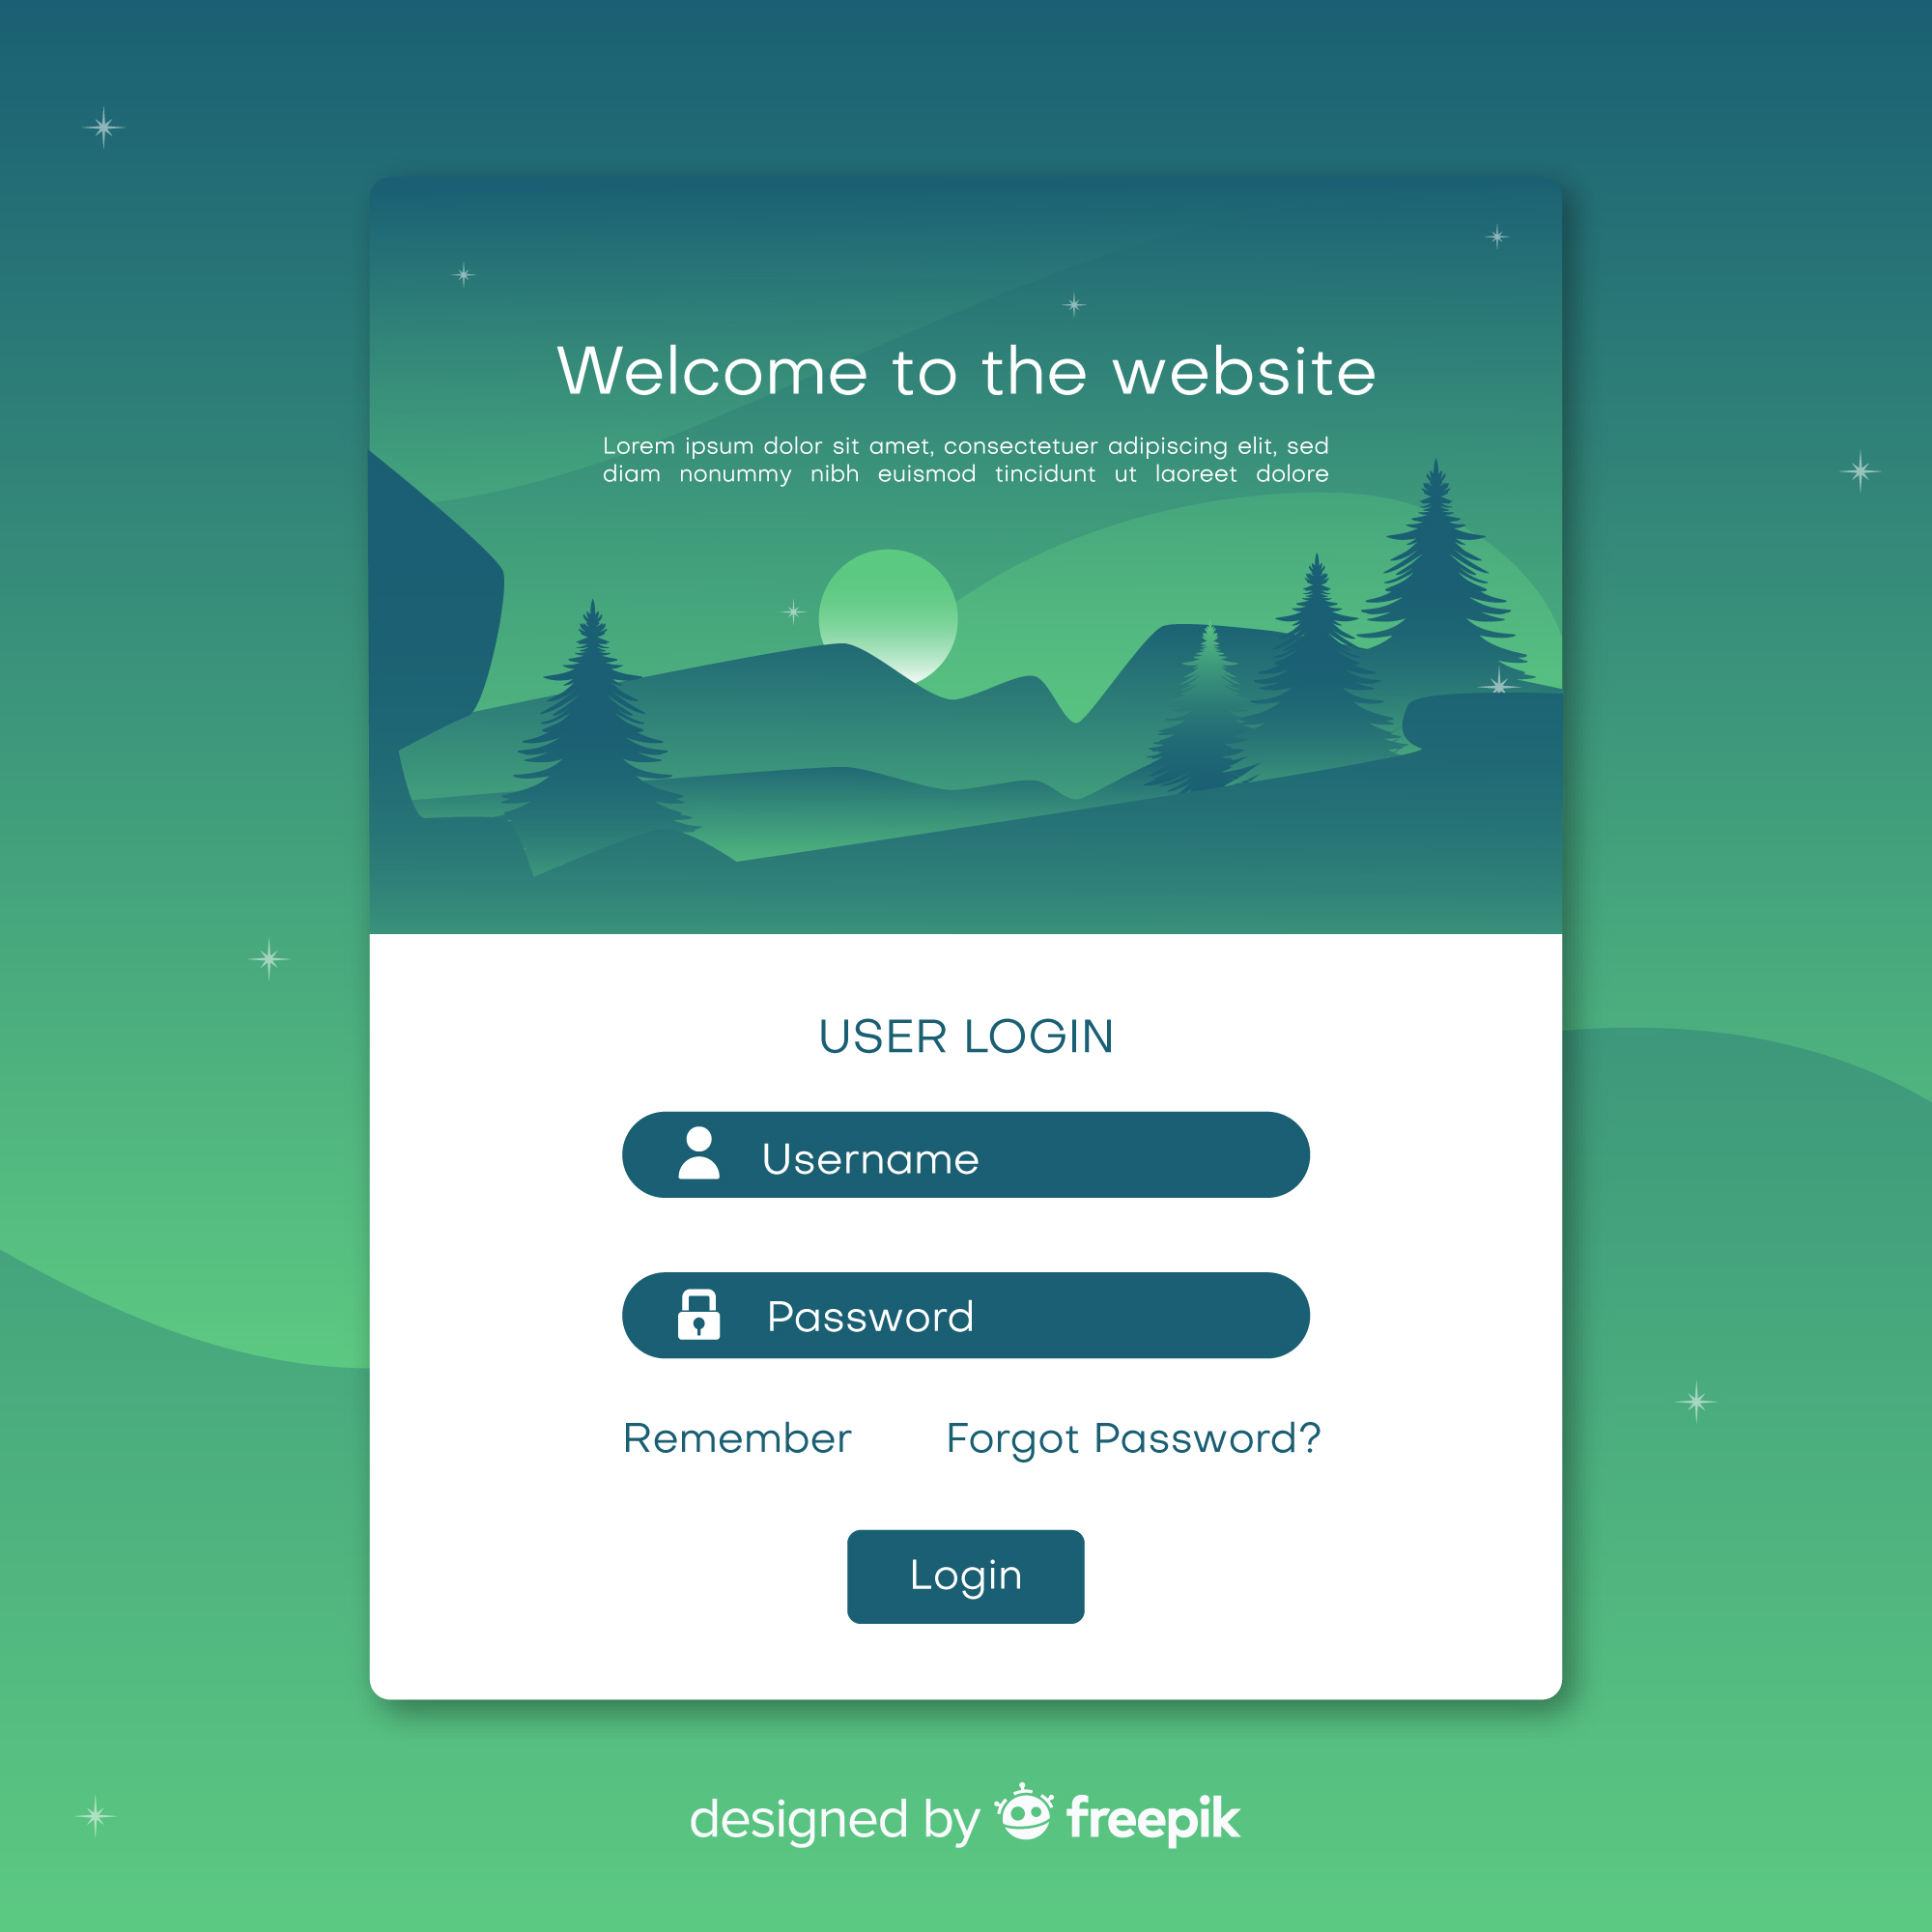 Welcome to the website
Lorem ipsum dolor sit amet, consectetuer adipiscing elit, sed
diam nonummy nibh euismod tincidunt ut laoreet dolore
USER LOGIN
Username
Password
Remember Forgot Password?
Login
designed by freepik